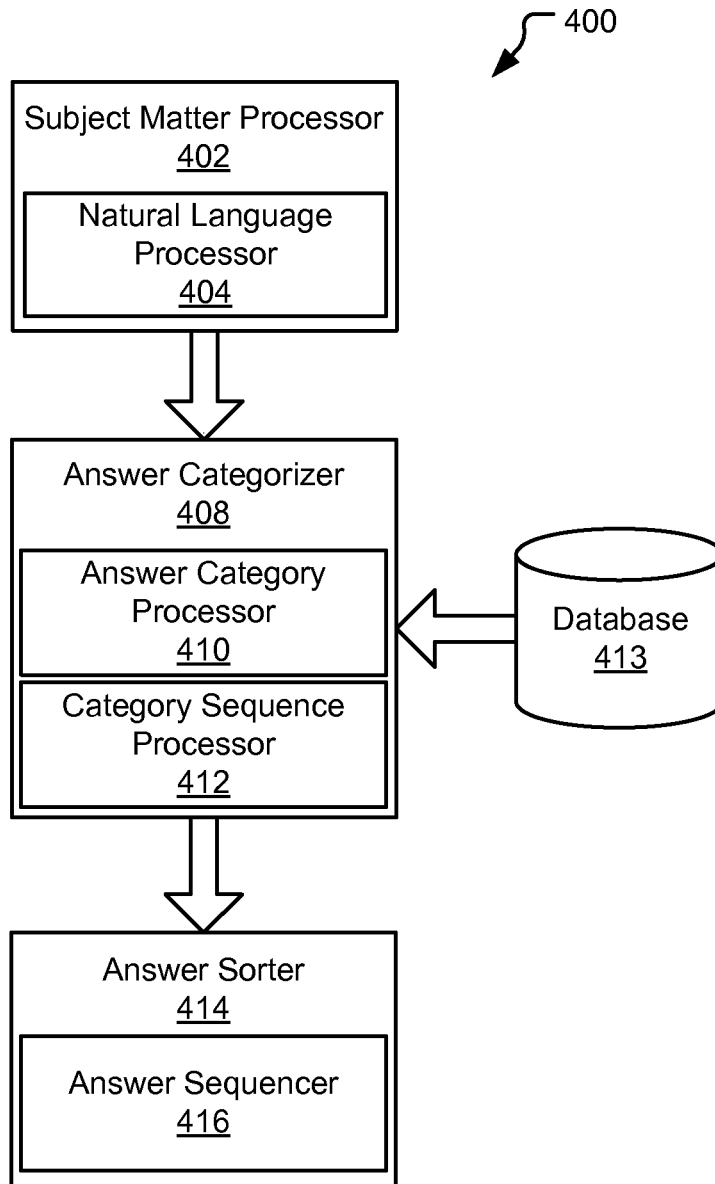 400
Subject Matter Processor
402
Natural Language
Processor
404
Answer Categorizer
408
Answer Category
Processor
410
Category Sequence
Processor
412
Database
413
Answer Sorter
414
Answer Sequencer
416